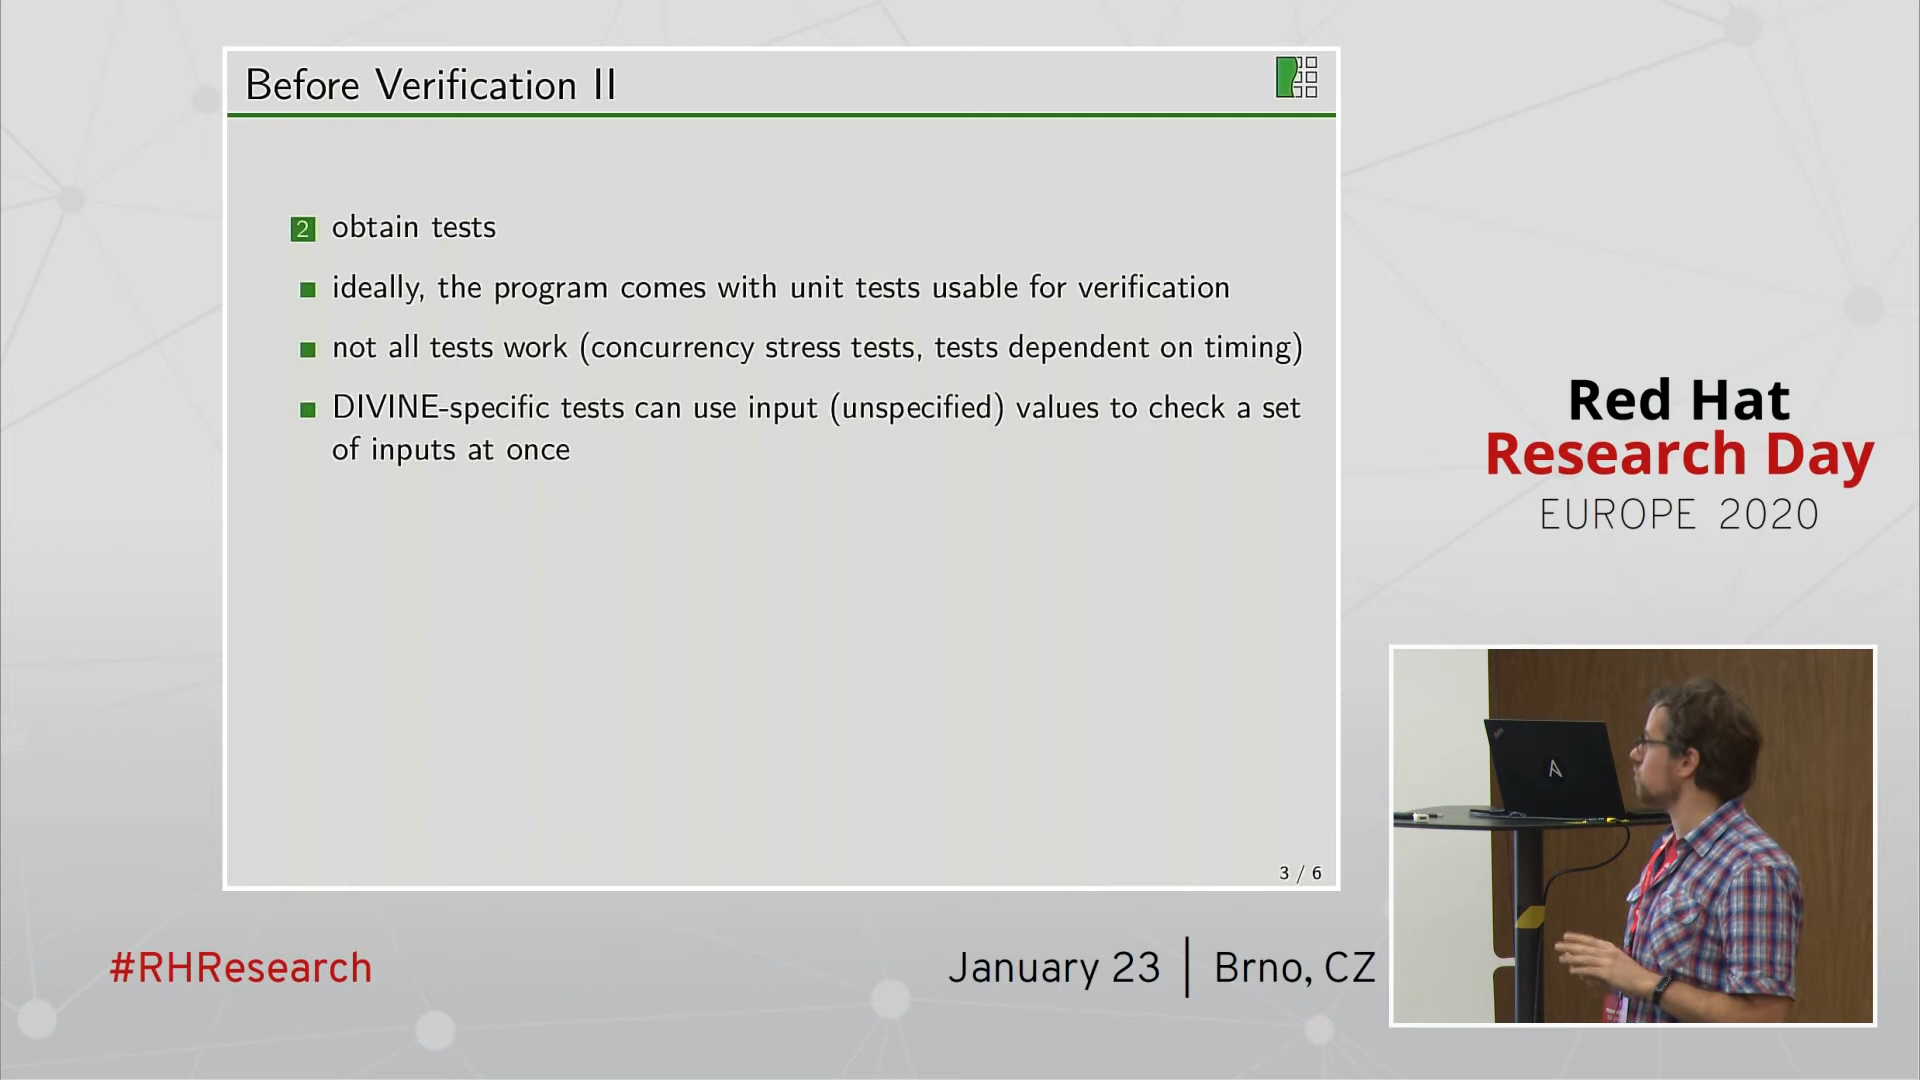 Before Verification II
2 obtain tests
ideally, the program comes with unit tests usable for verification
not all tests work (concurrency stress tests, tests dependent on timing)
DIVINE-specific tests can use input (unspecified) values to check a set
of inputs at once
3 / 6
Red Hat
Research Day
EUROPE 2020
#RHResearch
January 23 | Brno, CZ